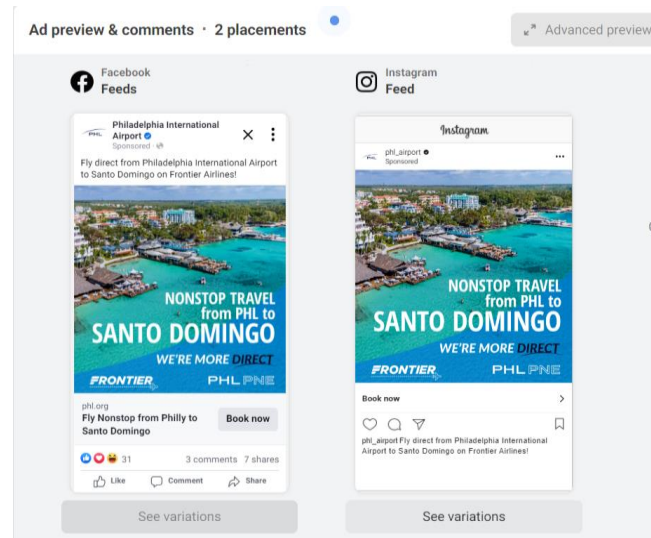 Ad preview & comments · 2 placements
Advanced preview
Facebook
Feeds
Philadelphia International
Airport
Sponsored ·
Fly direct from Philadelphia International Airport
to Santo Domingo on Frontier Airlines!
NONSTOP TRAVEL
from PHL to
SANTO DOMINGO
WE'RE MORE DIRECT
FRONTIER
PHL PNE
phl.org
Fly Nonstop from Philly to
Santo Domingo
Book now
31
3 comments 7 shares
Like
Comment
Share
See variations
Instagram
Feed
Instagram
phl_airport
Sponsored
NONSTOP TRAVEL
from PHL to
SANTO DOMINGO
WE'RE MORE DIRECT
FRONTIER
PHL PNE
Book now
phl_airport Fly direct from Philadelphia International
Airport to Santo Domingo on Frontier Airlines!
See variations